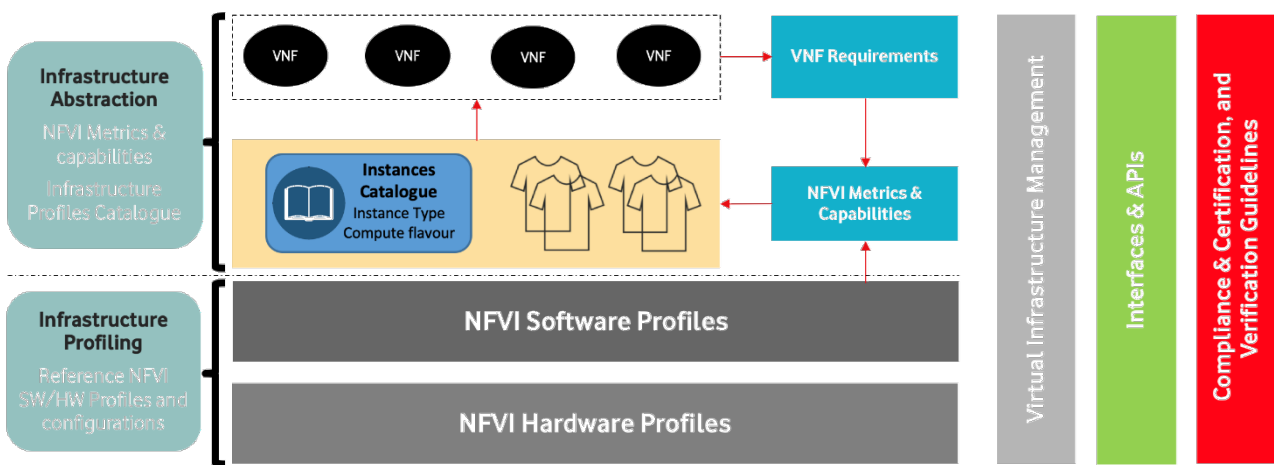 Infrastructure
Abstraction
NFVI Metrics &
capabilities
Infrastructure
Profiles Catalogue
VNF
VNF
VNF
VNF
VNF Requirements
Instances
Catalogue
Instance Type
Compute flavour
NFVI Metrics &
Capabilities
Infrastructure
Profiling
Reference NFVI
SW/HW Profiles and
configurations
NFVI Software Profiles
NFVI Hardware Profiles
Virtual Infrastructure Management
Interfaces & APIs
Compliance & Certification, and
Verification Guidelines